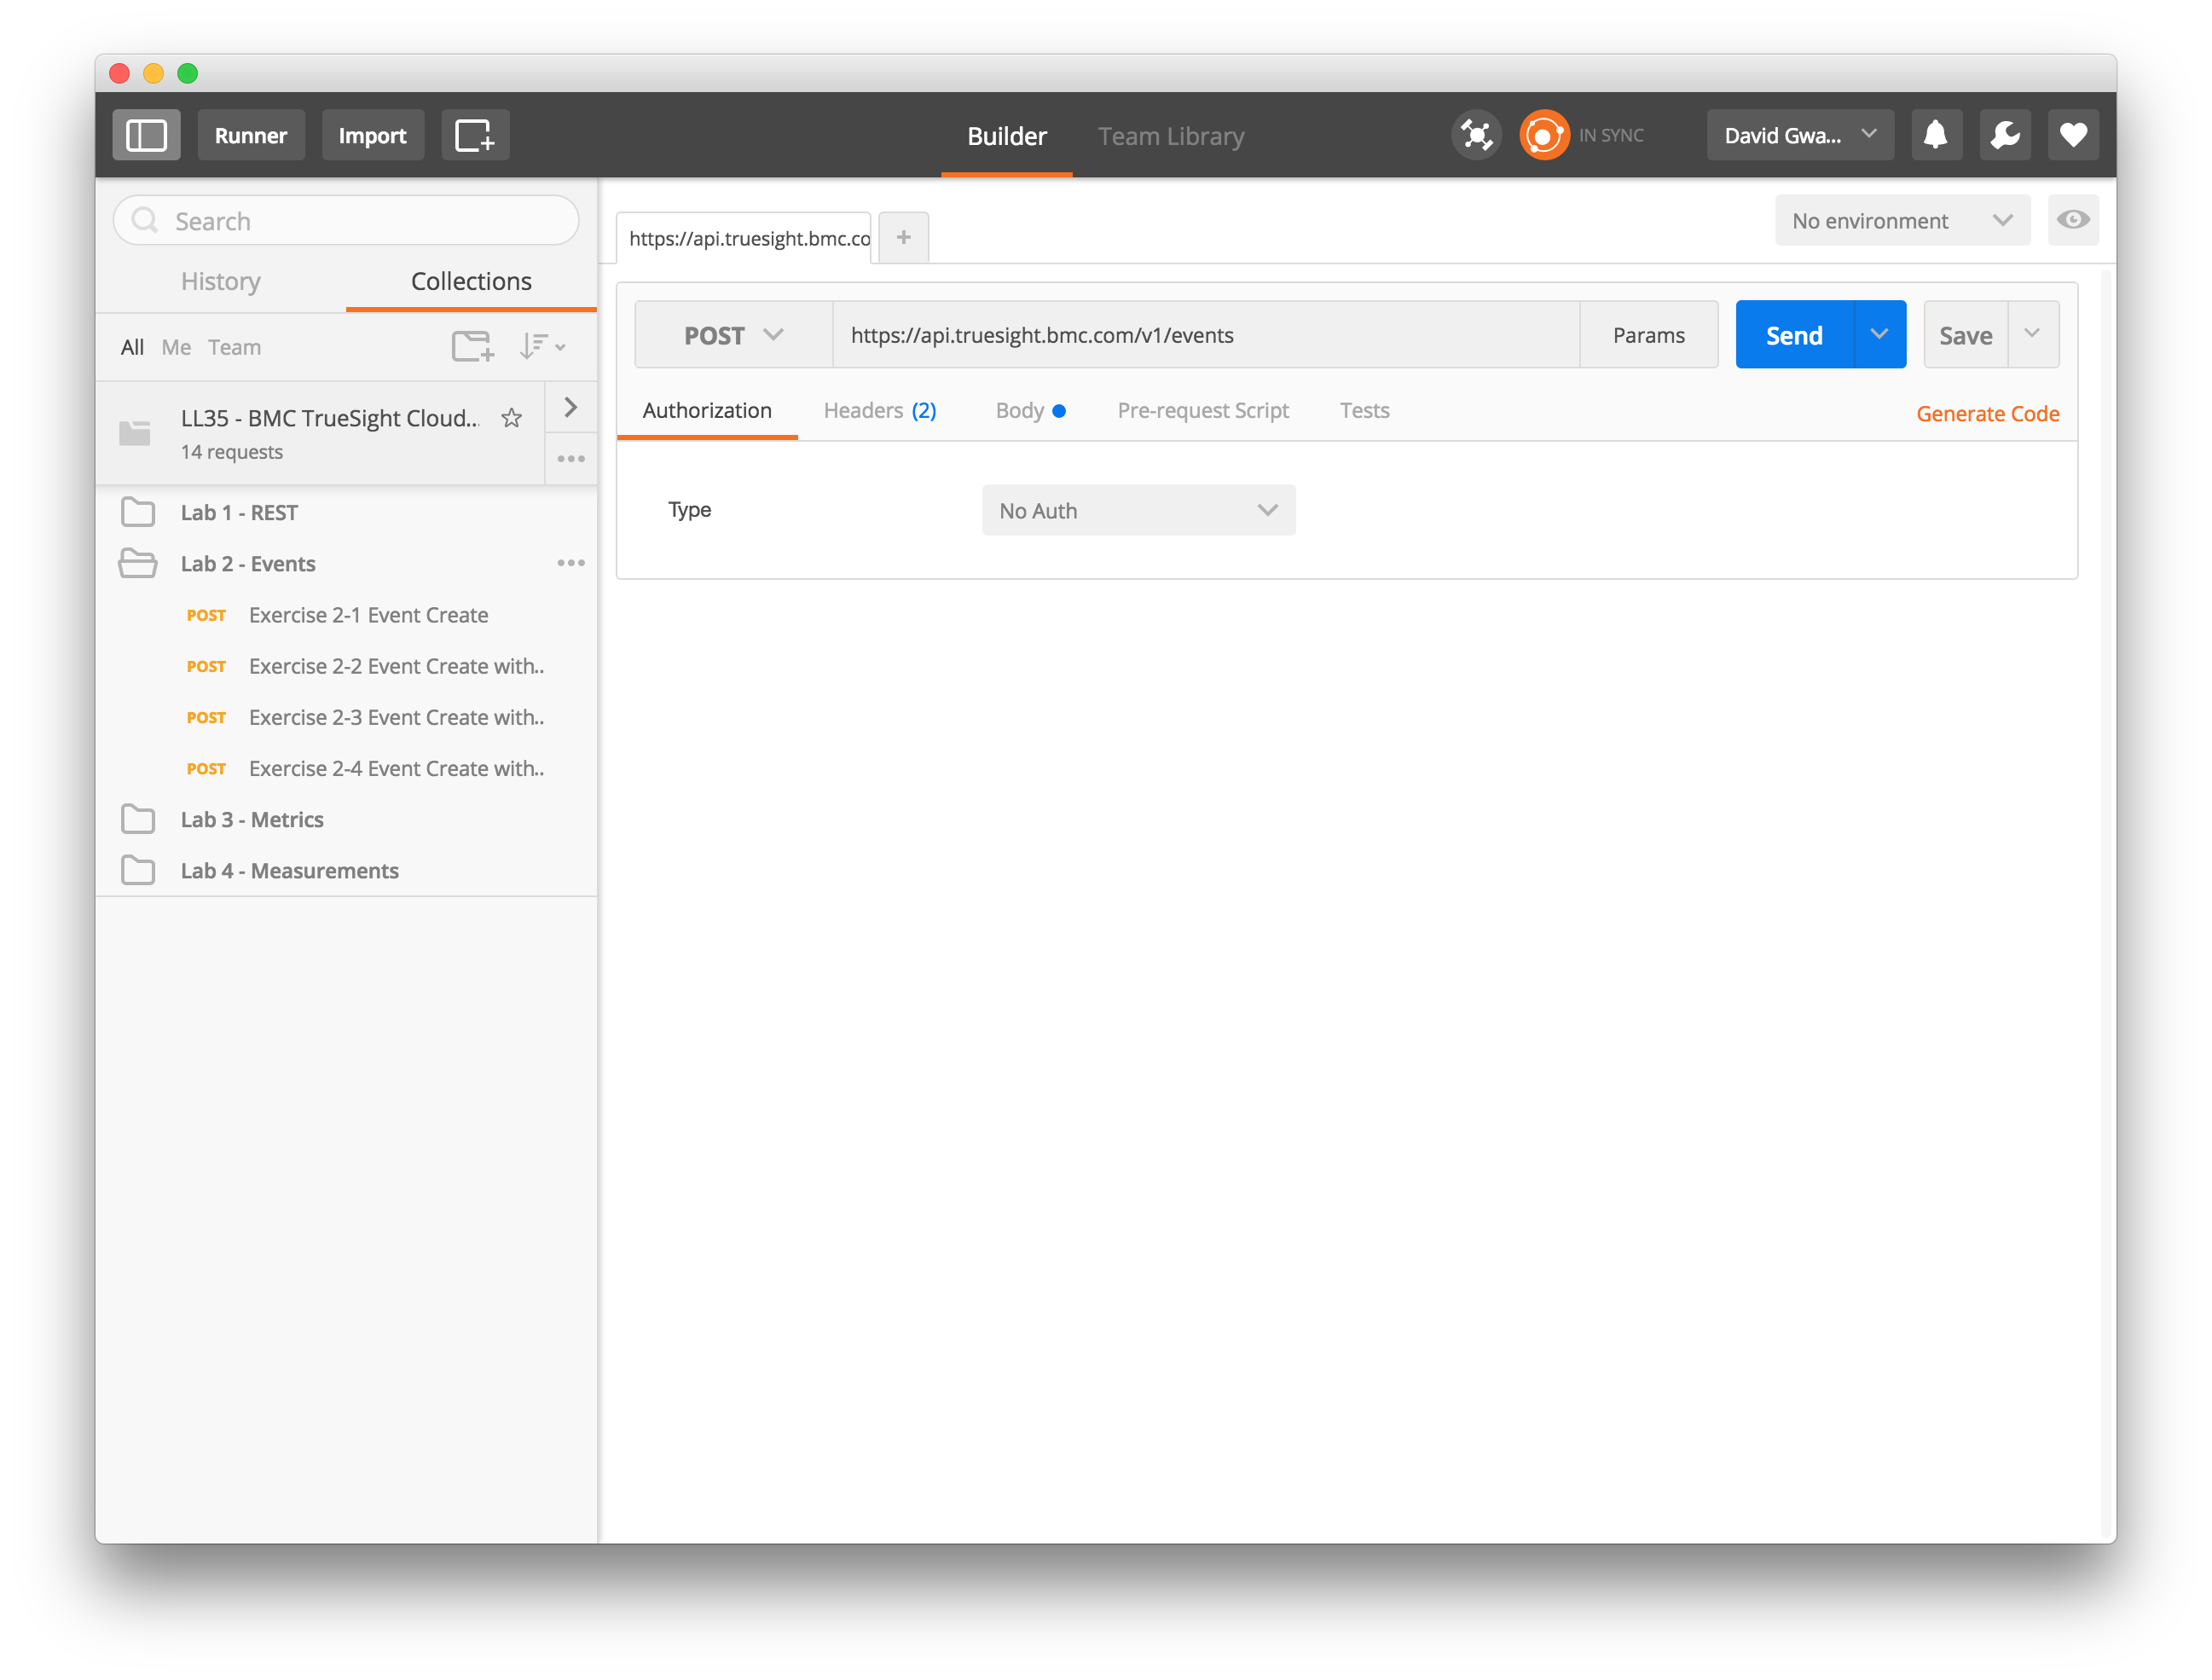 Runner
Import
Builder
Team Library
IN SYNC
David Gwa...
Search
History
Collections
All Me Team
LL35 - BMC TrueSight Cloud..
14 requests
Lab 1 - REST
Lab 2 - Events
POST Exercise 2-1 Event Create
POST Exercise 2-2 Event Create with..
POST Exercise 2-3 Event Create with..
POST Exercise 2-4 Event Create with..
Lab 3 - Metrics
Lab 4 - Measurements
https://api.truesight.bmc.co
+
No environment
POST
https://api.truesight.bmc.com/v1/events
Params
Send
Save
Authorization
Headers (2)
Body
Pre-request Script
Tests
Generate Code
Type
No Auth